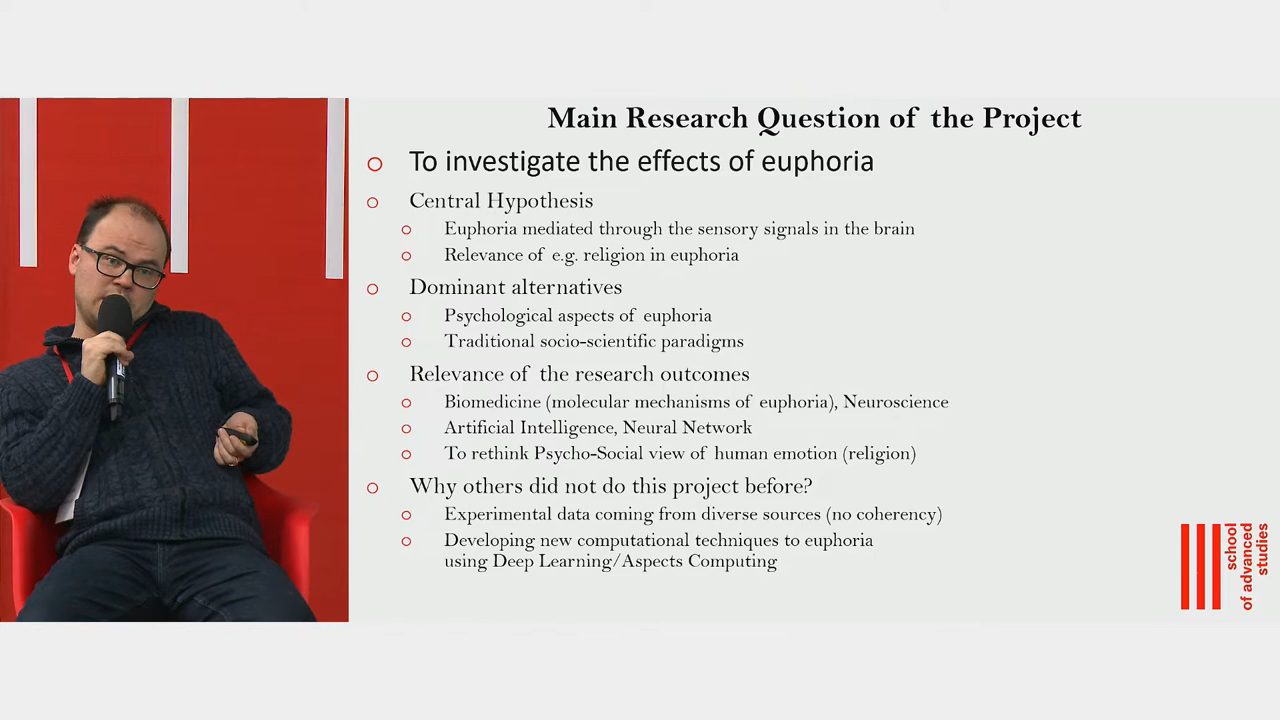 Main Research Question of the Project
To investigate the effects of euphoria
Central Hypothesis
Euphoria mediated through the sensory signals in the brain
Relevance of e.g. religion in euphoria
Dominant alternatives
Psychological aspects of euphoria
Traditional socio-scientific paradigms
Relevance of the research outcomes
Biomedicine (molecular mechanisms of euphoria), Neuroscience
Artificial Intelligence, Neural Network
To rethink Psycho-Social view of human emotion (religion)
Why others did not do this project before?
Experimental data coming from diverse sources (no coherency)
Developing new computational techniques to euphoria
using Deep Learning/Aspects Computing
school
of advanced
studies